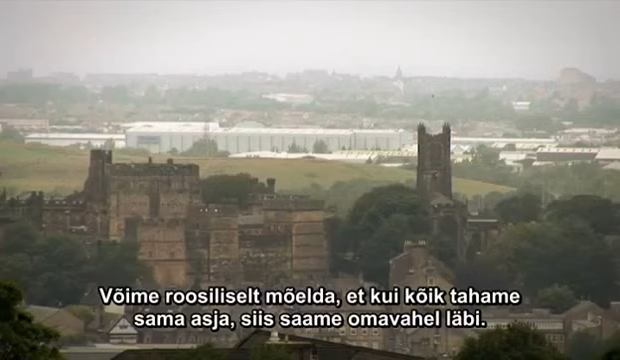 Võime roosiliselt mõelda, et kui kõik tahame
sama asja, siis saame omavahel läbi.